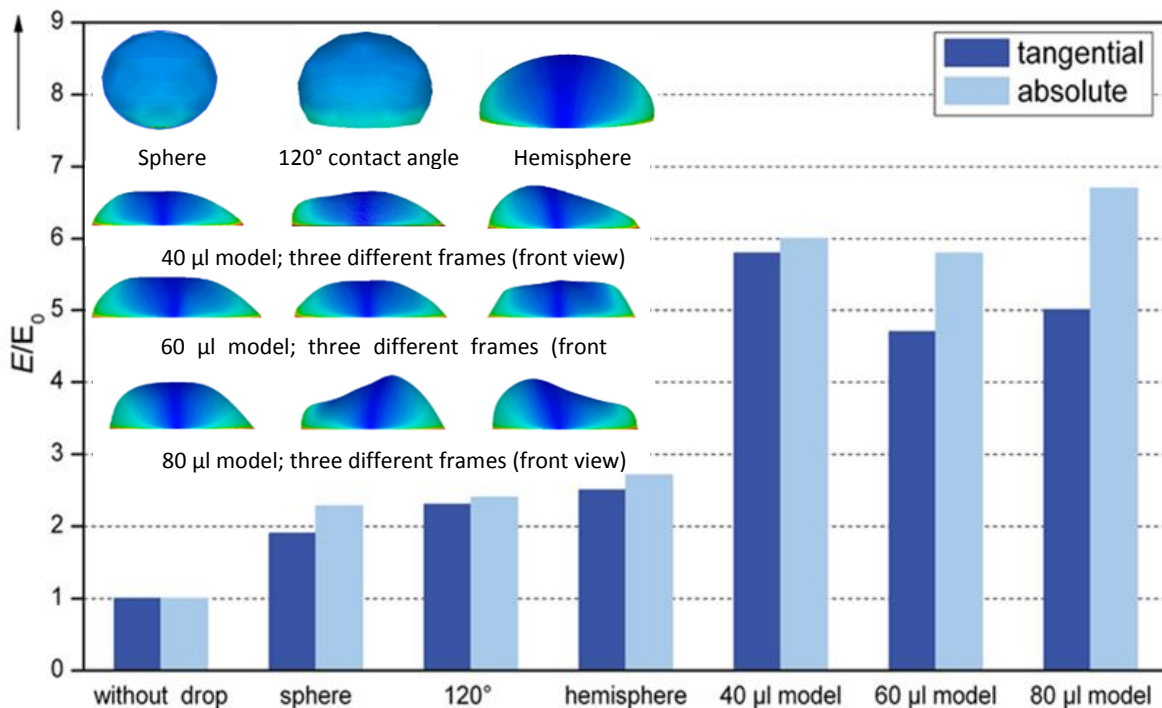 9
8
7
6
5
4
3
2
1
0
E/E0
tangential
absolute
Sphere
120° contact angle
Hemisphere
40 µl model; three different frames (front view)
60 µl model; three different frames (front
80 µl model; three different frames (front view)
without drop
sphere
120°
hemisphere
40 µl model
60 µl model
80 µl model